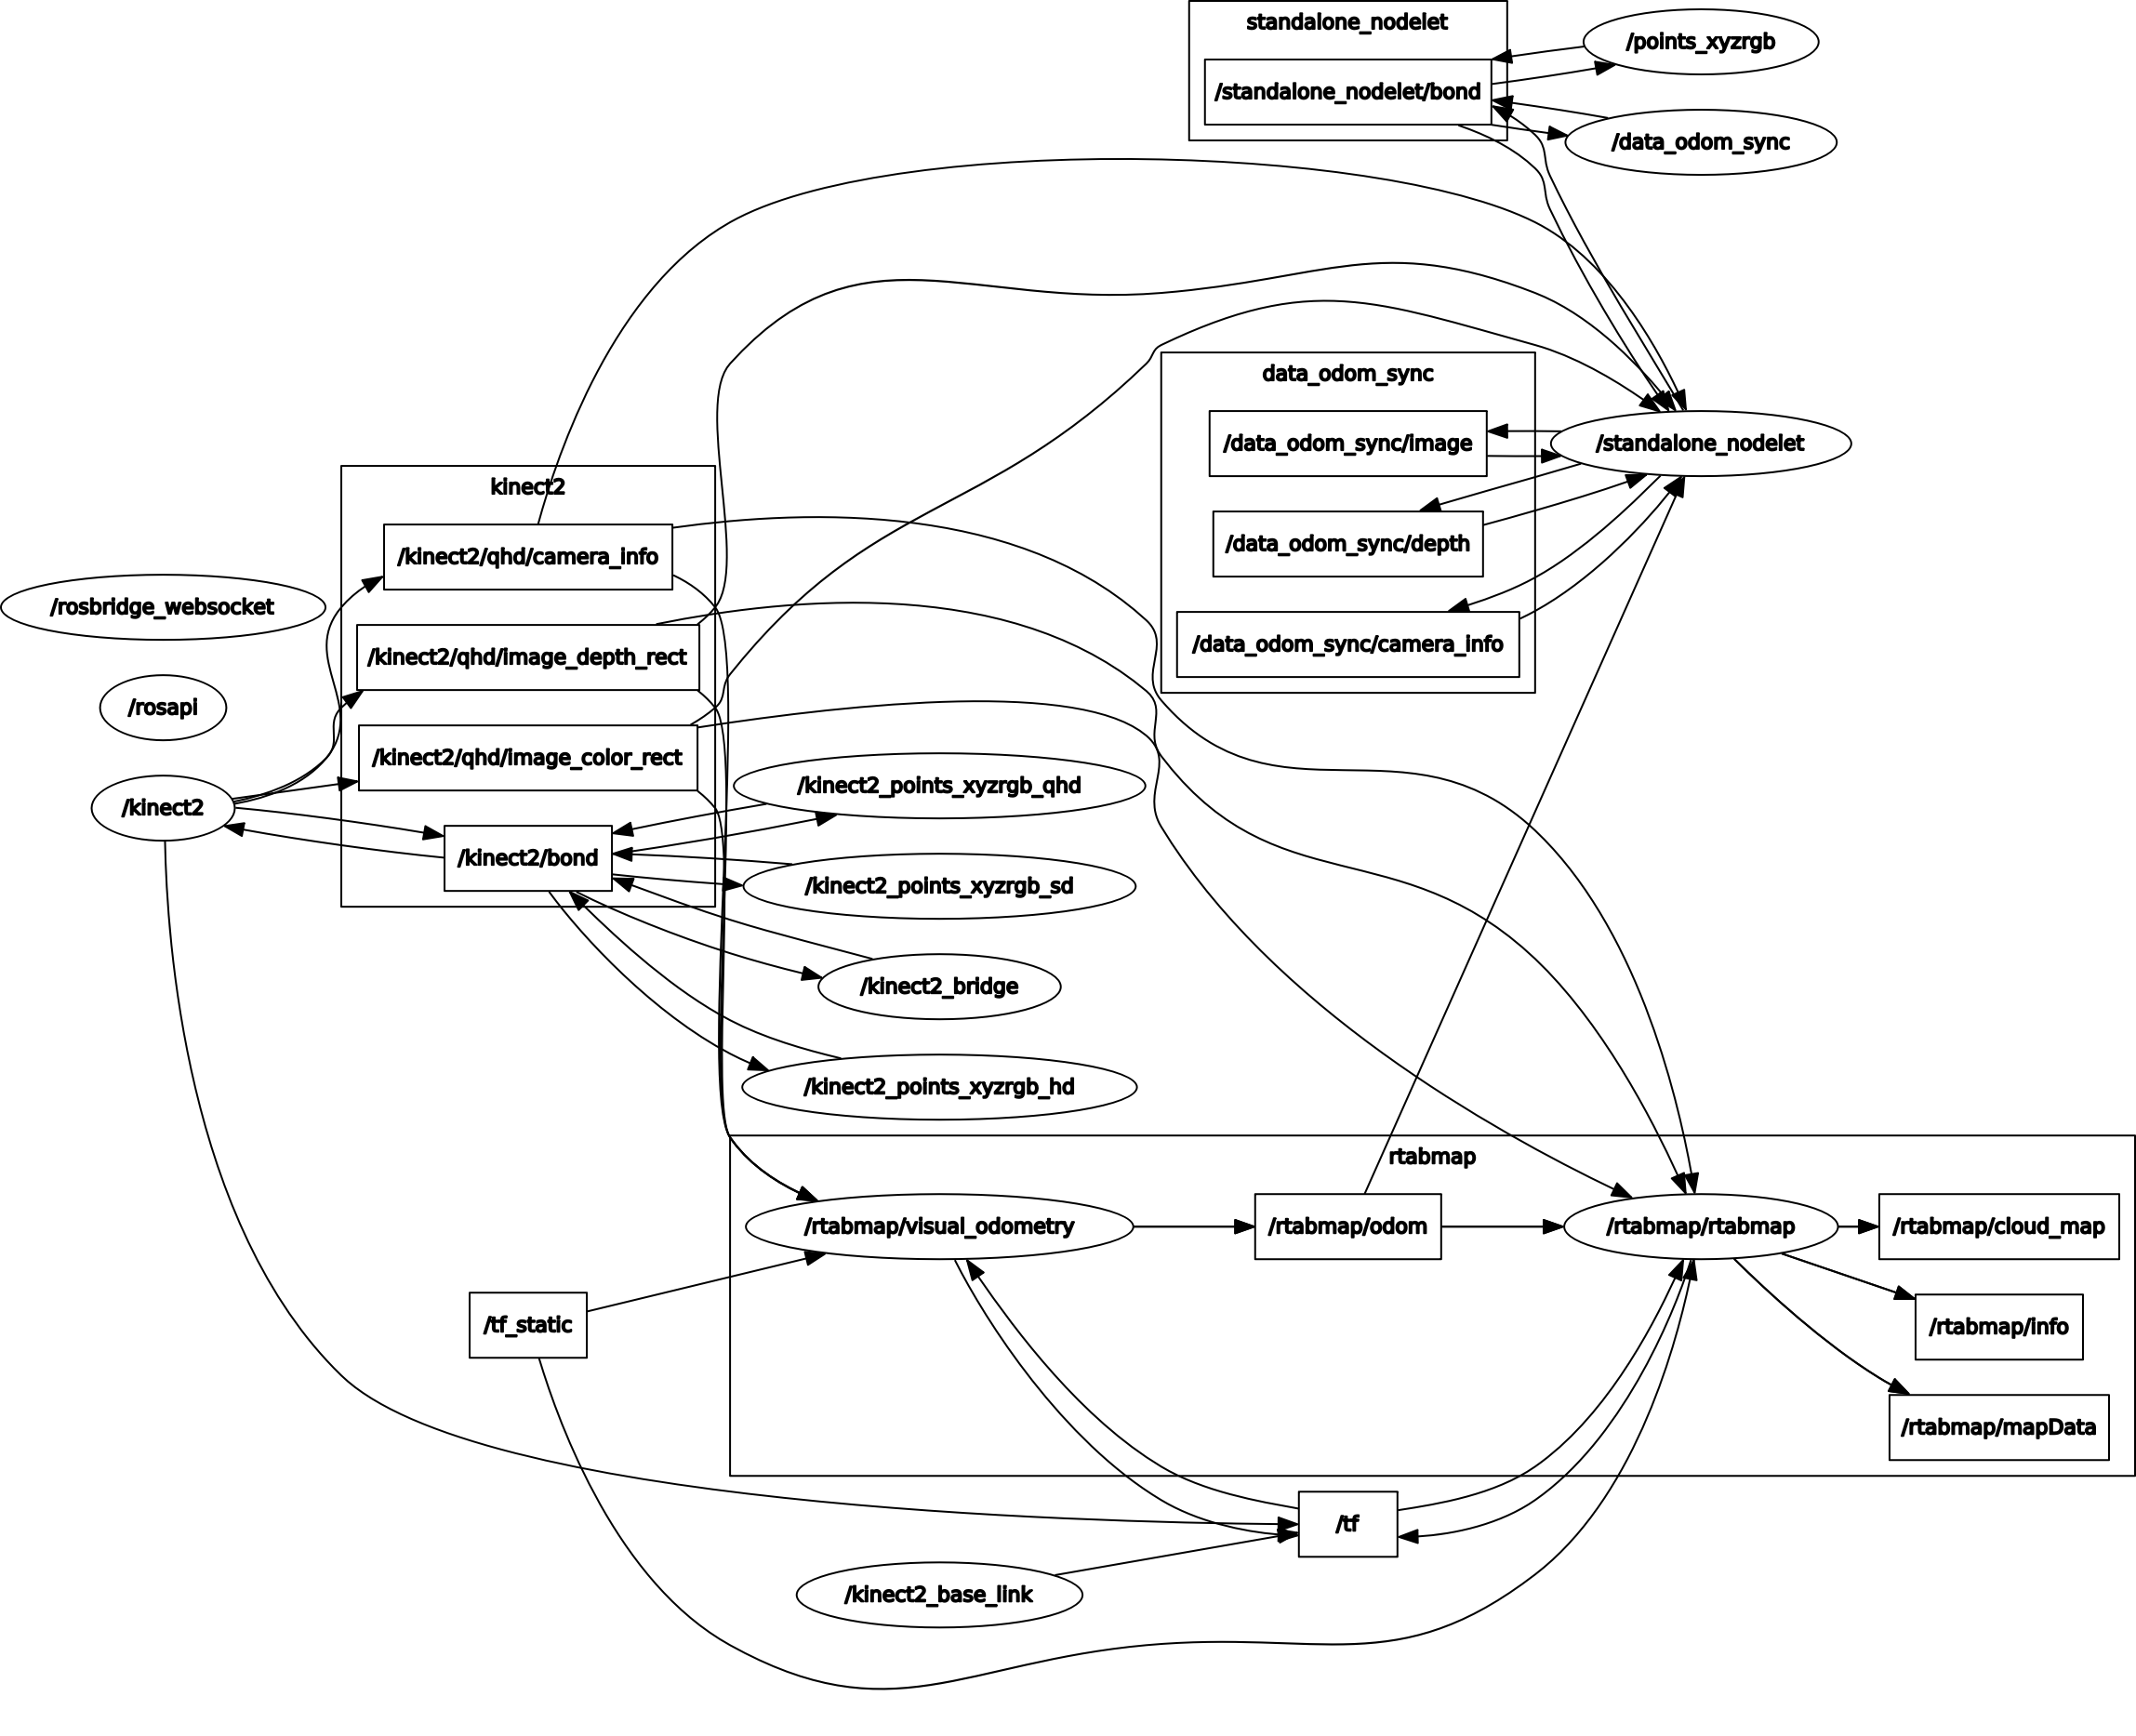 standalone_nodelet
/points_xyzrgb
/standalone_nodelet/bond
/data_odom_sync
data_odom_sync
/data_odom_sync/image
/standalone_nodelet
kinect2
/data_odom_sync/depth
/kinect2/qhd/camera_info
/rosbridge_websocket
/data_odom_sync/camera_info
/kinect2/qhd/image_depth_rect
/rosapi
/kinect2/qhd/image_color_rect
/kinect2_points_xyzrgb_qhd
/kinect2
/kinect2/bond
/kinect2_points_xyzrgb_sd
/kinect2_bridge
/kinect2_points_xyzrgb_hd
rtabmap
/rtabmap/visual_odometry
/rtabmap/odom
/rtabmap/rtabmap
/rtabmap/cloud_map
/tf_static
/rtabmap/info
/rtabmap/mapData
/tf
/kinect2_base_link